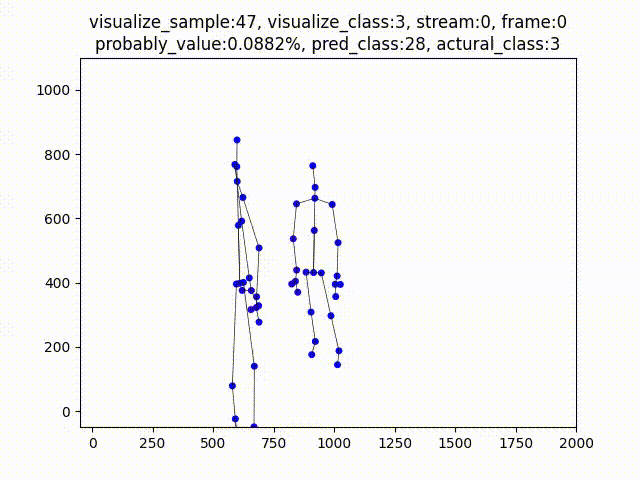 visualize_sample:47, visualize_class:3, stream:0, frame:0
probably_value:0.0882%, pred_class:28, actural_class:3
1000
800
600
400
200
0
0 250 500 750 1000 1250 1500 1750 2000